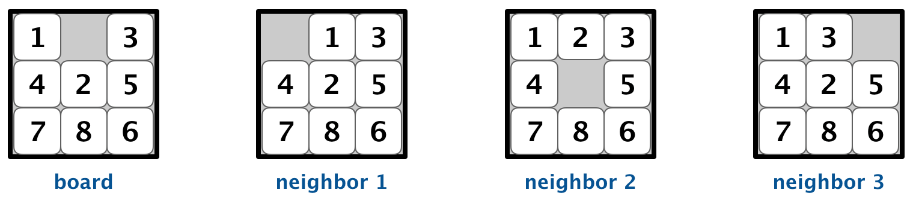 1 3 1 3 1 2 3 1 3
4 2 5 4 2 5 4 5 4 2 5
7 8 6 7 8 6 7 8 6 7 8 6
board neighbor 1 neighbor 2 neighbor 3